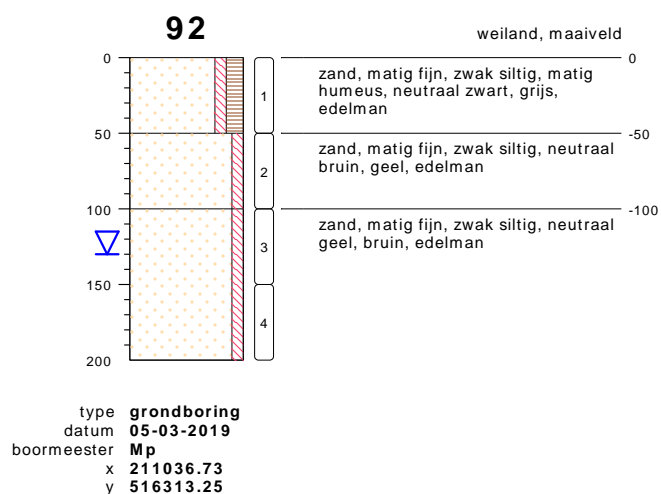 92
weiland, maaiveld
0
0
zand, matig fijn, zwak siltig, matig
humeus, neutraal zwart, grijs,
edelman
1
50
-50
zand, matig fijn, zwak siltig, neutraal
bruin, geel, edelman
2
100
-100
zand, matig fijn, zwak siltig, neutraal
geel, bruin, edelman
3
150
4
200
type grondboring
datum 05-03-2019
boormeester Mp
x 211036.73
y 516313.25